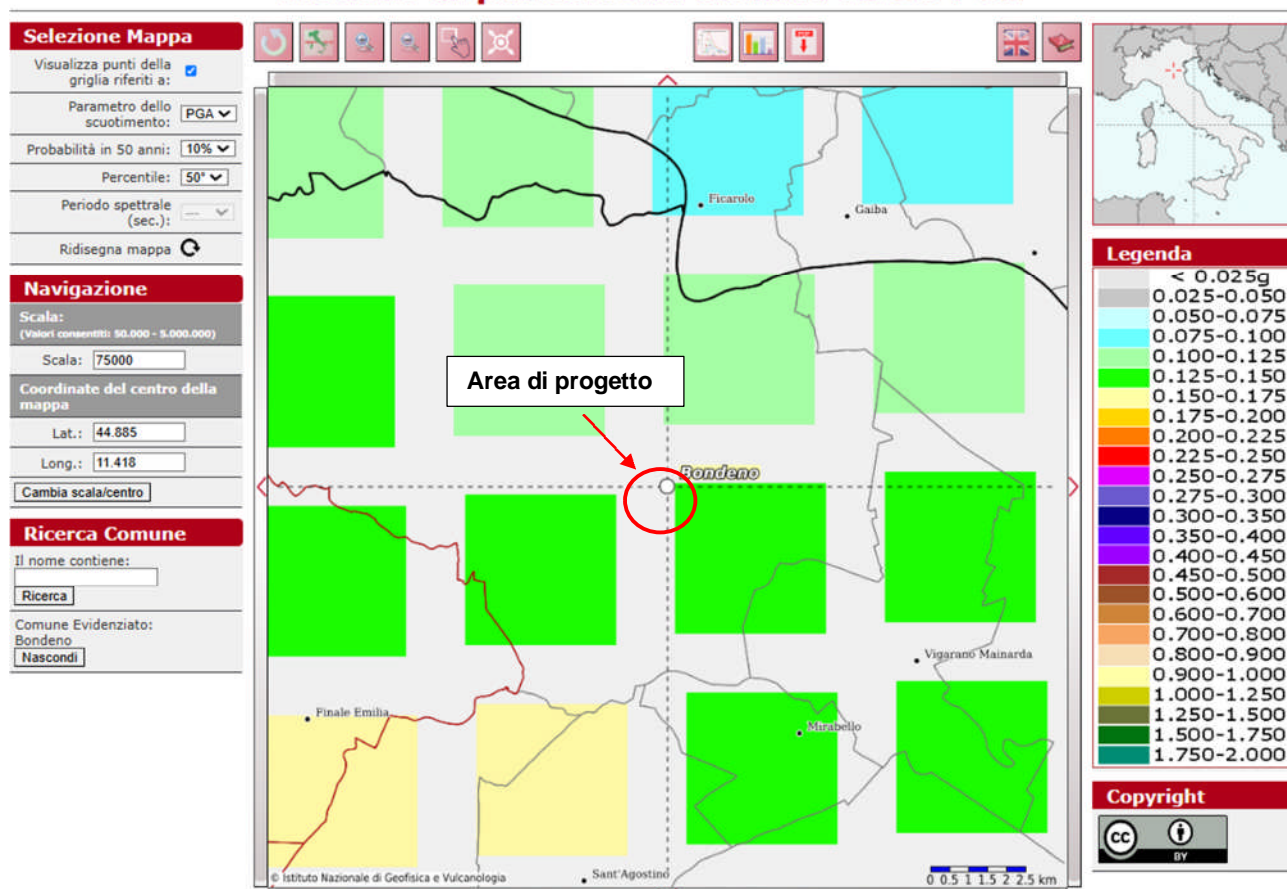 Selezione Mappa
Visualizza punti della
griglia riferiti a:
Parametro dello
scuotimento:
PGA
Probabilità in 50 anni: 10%
Percentile: 50°
Periodo spettrale
(sec.):
---
Ridisegna mappa
Navigazione
Scala:
(Valori consentiti: 50.000 - 5.000.000)
Scala: 75000
Coordinate del centro della
mappa
Lat.: 44.885
Long.: 11.418
Cambia scala/centro
Ricerca Comune
Il nome contiene:
Ricerca
Comune Evidenziato:
Bondeno
Nascondi
Ficarolo
Gaiba
Area di progetto
Bondeno
Vigarano Mainarda
Finale Emilia
Mirabello
Sant'Agostino
© Istituto Nazionale di Geofisica e Vulcanologia
0 0.5 1 1.5 2 2.5 km
Legenda
< 0.025g
0.025-0.050
0.050-0.075
0.075-0.100
0.100-0.125
0.125-0.150
0.150-0.175
0.175-0.200
0.200-0.225
0.225-0.250
0.250-0.275
0.275-0.300
0.300-0.350
0.350-0.400
0.400-0.450
0.450-0.500
0.500-0.600
0.600-0.700
0.700-0.800
0.800-0.900
0.900-1.000
1.000-1.250
1.250-1.500
1.500-1.750
1.750-2.000
Copyright
cc
BY